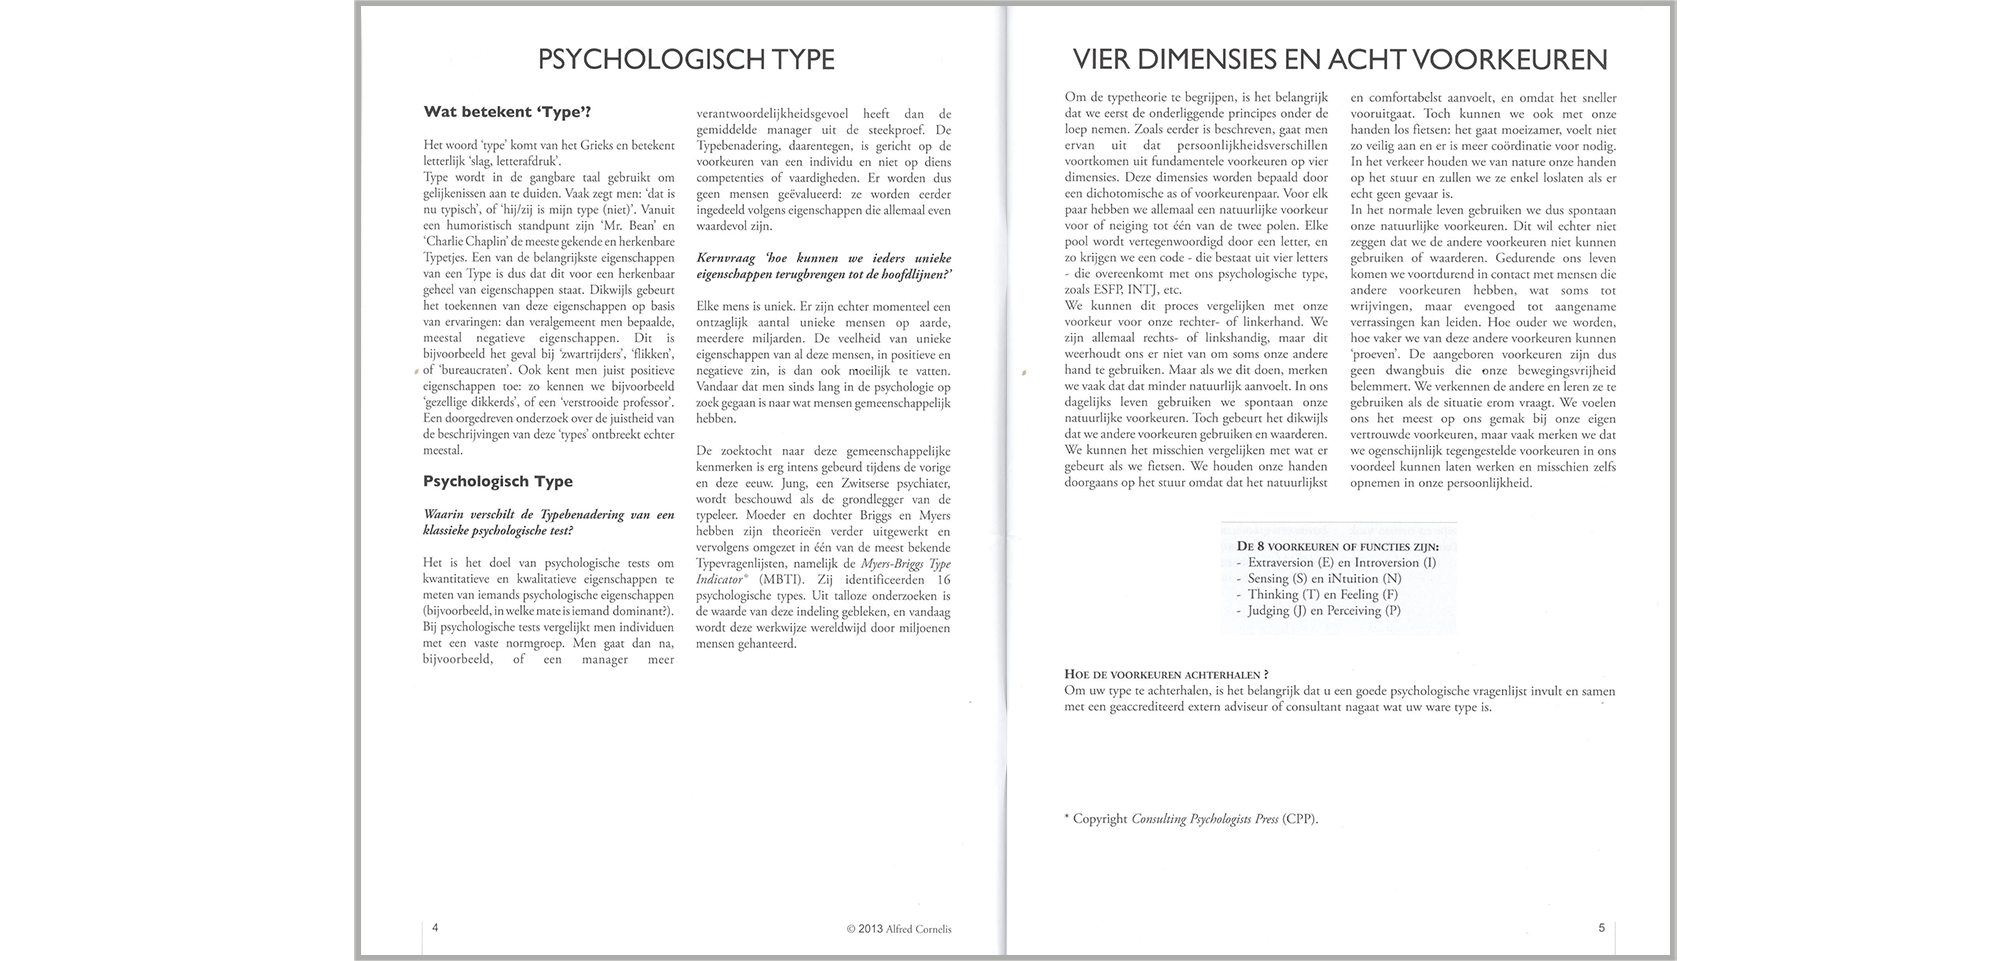 PSYCHOLOGISCH TYPE
Wat betekent ‘Type’?
Het woord ‘type’ komt van het Grieks en betekent
letterlijk ‘slag, letterafdruk’.
Type wordt in de gangbare taal gebruikt om
gelijkenissen aan te duiden. Vaak zegt men: ‘dat is
nu typisch’, of ‘hij/zij is mijn type (niet)’. Vanuit
een humoristisch standpunt zijn ‘Mr. Bean’ en
‘Charlie Chaplin’ de meeste gekende en herkenbare
Typetjes. Een van de belangrijkste eigenschappen
van een Type is dus dat dit voor een herkenbaar
geheel van eigenschappen staat. Dikwijls gebeurt
het toekennen van deze eigenschappen op basis
van ervaringen: dan veralgemeent men bepaalde,
meestal negatieve eigenschappen. Dit is
bijvoorbeeld het geval bij ‘zwartrijders’, ‘flikken’,
of ‘bureaucraten’. Ook kent men juist positieve
eigenschappen toe: zo kennen we bijvoorbeeld
‘gezellige dikkerds’, of een ‘verstrooide professor’.
Een doorgedreven onderzoek over de juistheid van
de beschrijvingen van deze ‘types’ ontbreekt echter
meestal.
Psychologisch Type
Waarin verschilt de Typebenadering van een
klassieke psychologische test?
Het is het doel van psychologische tests om
kwantitatieve en kwalitatieve eigenschappen te
meten van iemands psychologische eigenschappen
(bijvoorbeeld, in welke mate is iemand dominant?).
Bij psychologische tests vergelijkt men individuen
met een vaste normgroep. Men gaat dan na,
bijvoorbeeld, of een manager meer
verantwoordelijkheidsgevoel heeft dan de
gemiddelde manager uit de steekproef. De
Typebenadering, daarentegen, is gericht op de
voorkeuren van een individu en niet op diens
competenties of vaardigheden. Er worden dus
geen mensen geëvalueerd: ze worden eerder
ingedeeld volgens eigenschappen die allemaal even
waardevol zijn.
Kernvraag ‘hoe kunnen we ieders unieke
eigenschappen terugbrengen tot de hoofdlijnen?’
Elke mens is uniek. Er zijn echter momenteel een
ontzaglijk aantal unieke mensen op aarde,
meerdere miljarden. De veelheid van unieke
eigenschappen van al deze mensen, in positieve en
negatieve zin, is dan ook moeilijk te vatten.
Vandaar dat men sinds lang in de psychologie op
zoek gegaan is naar wat mensen gemeenschappelijk
hebben.
De zoektocht naar deze gemeenschappelijke
kenmerken is erg intens gebeurd tijdens de vorige
en deze eeuw. Jung, een Zwitserse psychiater,
wordt beschouwd als de grondlegger van de
typeleer. Moeder en dochter Briggs en Myers
hebben zijn theorieën verder uitgewerkt en
vervolgens omgezet in één van de meest bekende
Typevragenlijsten, namelijk de Myers-Briggs Type
Indicator* (MBTI). Zij identificeerden 16
psychologische types. Uit talloze onderzoeken is
de waarde van deze indeling gebleken, en vandaag
wordt deze werkwijze wereldwijd door miljoenen
mensen gehanteerd.
4
© 2013 Alfred Cornelis
VIER DIMENSIES EN ACHT VOORKEUREN
Om de typetheorie te begrijpen, is het belangrijk
dat we eerst de onderliggende principes onder de
loep nemen. Zoals eerder is beschreven, gaat men
ervan uit dat persoonlijkheidsverschillen
voortkomen uit fundamentele voorkeuren op vier
dimensies. Deze dimensies worden bepaald door
een dichotomische as of voorkeurenpaar. Voor elk
paar hebben we allemaal een natuurlijke voorkeur
voor of neiging tot één van de twee polen. Elke
pool wordt vertegenwoordigd door een letter, en
zo krijgen we een code - die bestaat uit vier letters
- die overeenkomt met ons psychologische type,
zoals ESFP, INTJ, etc.
We kunnen dit proces vergelijken met onze
voorkeur voor onze rechter- of linkerhand. We
zijn allemaal rechts- of linkshandig, maar dit
weerhoudt ons er niet van om soms onze andere
hand te gebruiken. Maar als we dit doen, merken
we vaak dat dat minder natuurlijk aanvoelt. In ons
dagelijks leven gebruiken we spontaan onze
natuurlijke voorkeuren. Toch gebeurt het dikwijls
dat we andere voorkeuren gebruiken en waarderen.
We kunnen het misschien vergelijken met wat er
gebeurt als we fietsen. We houden onze handen
doorgaans op het stuur omdat dat het natuurlijkst
en comfortabelst aanvoelt, en omdat het sneller
vooruitgaat. Toch kunnen we ook met onze
handen los fietsen: het gaat moeizamer, voelt niet
zo veilig aan en er is meer coördinatie voor nodig.
In het verkeer houden we van nature onze handen
op het stuur en zullen we ze enkel loslaten als er
echt geen gevaar is.
In het normale leven gebruiken we dus spontaan
onze natuurlijke voorkeuren. Dit wil echter niet
zeggen dat we de andere voorkeuren niet kunnen
gebruiken of waarderen. Gedurende ons leven
komen we voortdurend in contact met mensen die
andere voorkeuren hebben, wat soms tot
wrijvingen, maar evengoed tot aangename
verrassingen kan leiden. Hoe ouder we worden,
hoe vaker we van deze andere voorkeuren kunnen
‘proeven’. De aangeboren voorkeuren zijn dus
geen dwangbuis die onze bewegingsvrijheid
belemmert. We verkennen de andere en leren ze te
gebruiken als de situatie erom vraagt. We voelen
ons het meest op ons gemak bij onze eigen
vertrouwde voorkeuren, maar vaak merken we dat
we ogenschijnlijk tegengestelde voorkeuren in ons
voordeel kunnen laten werken en misschien zelfs
opnemen in onze persoonlijkheid.
DE 8 VOORKEUREN OF FUNCTIES ZIJN:
- Extraversion (E) en Introversion (I)
- Sensing (S) en iNtuition (N)
- Thinking (T) en Feeling (F)
- Judging (J) en Perceiving (P)
HOE DE VOORKEUREN ACHTERHALEN ?
Om uw type te achterhalen, is het belangrijk dat u een goede psychologische vragenlijst invult en samen
met een geaccrediteerd extern adviseur of consultant nagaat wat uw ware type is.
* Copyright Consulting Psychologists Press (CPP).
5